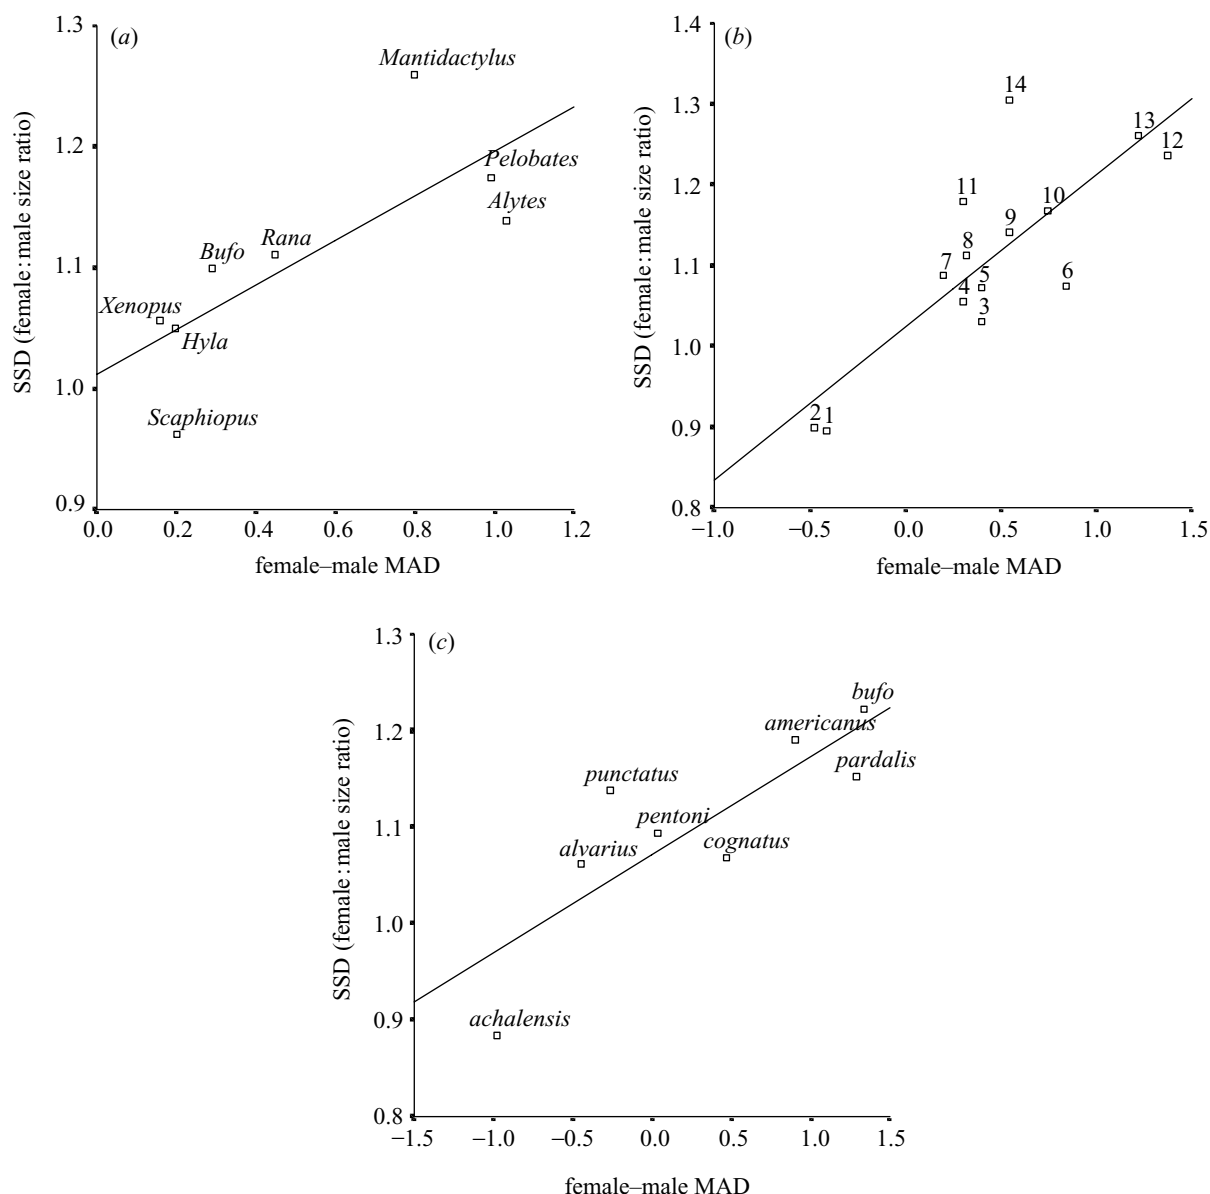 (a)
1.3
1.2
1.1
1.0
0.9
SSD (female:male size ratio)
Mantidactylus
Pelobates
Alytes
Rana
Bufo
Xenopus
Hyla
Scaphiopus
0.0 0.2 0.4 0.6 0.8 1.0 1.2
female–male MAD
(b)
1.4
1.3
1.2
1.1
1.0
0.9
0.8
SSD (female:male size ratio)
14
13
12
11
10
9
8
7
6
5
4
3
2
1
−1.0 −0.5 0.0 0.5 1.0 1.5
female–male MAD
(c)
1.3
1.2
1.1
1.0
0.9
0.8
SSD (female:male size ratio)
bufo
americanus
pardalis
punctatus
pentoni
cognatus
alvarius
achalensis
−1.5 −1.0 −0.5 0.0 0.5 1.0 1.5
female–male MAD